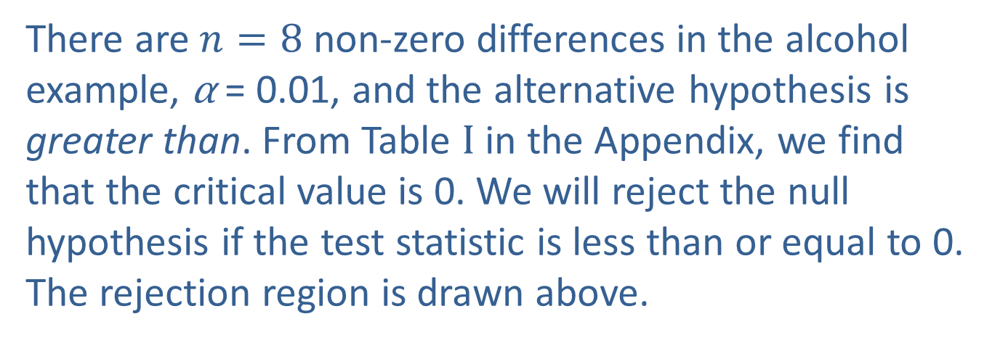 There are n = 8 non-zero differences in the alcohol
example, α = 0.01, and the alternative hypothesis is
greater than. From Table I in the Appendix, we find
that the critical value is 0. We will reject the null
hypothesis if the test statistic is less than or equal to 0.
The rejection region is drawn above.